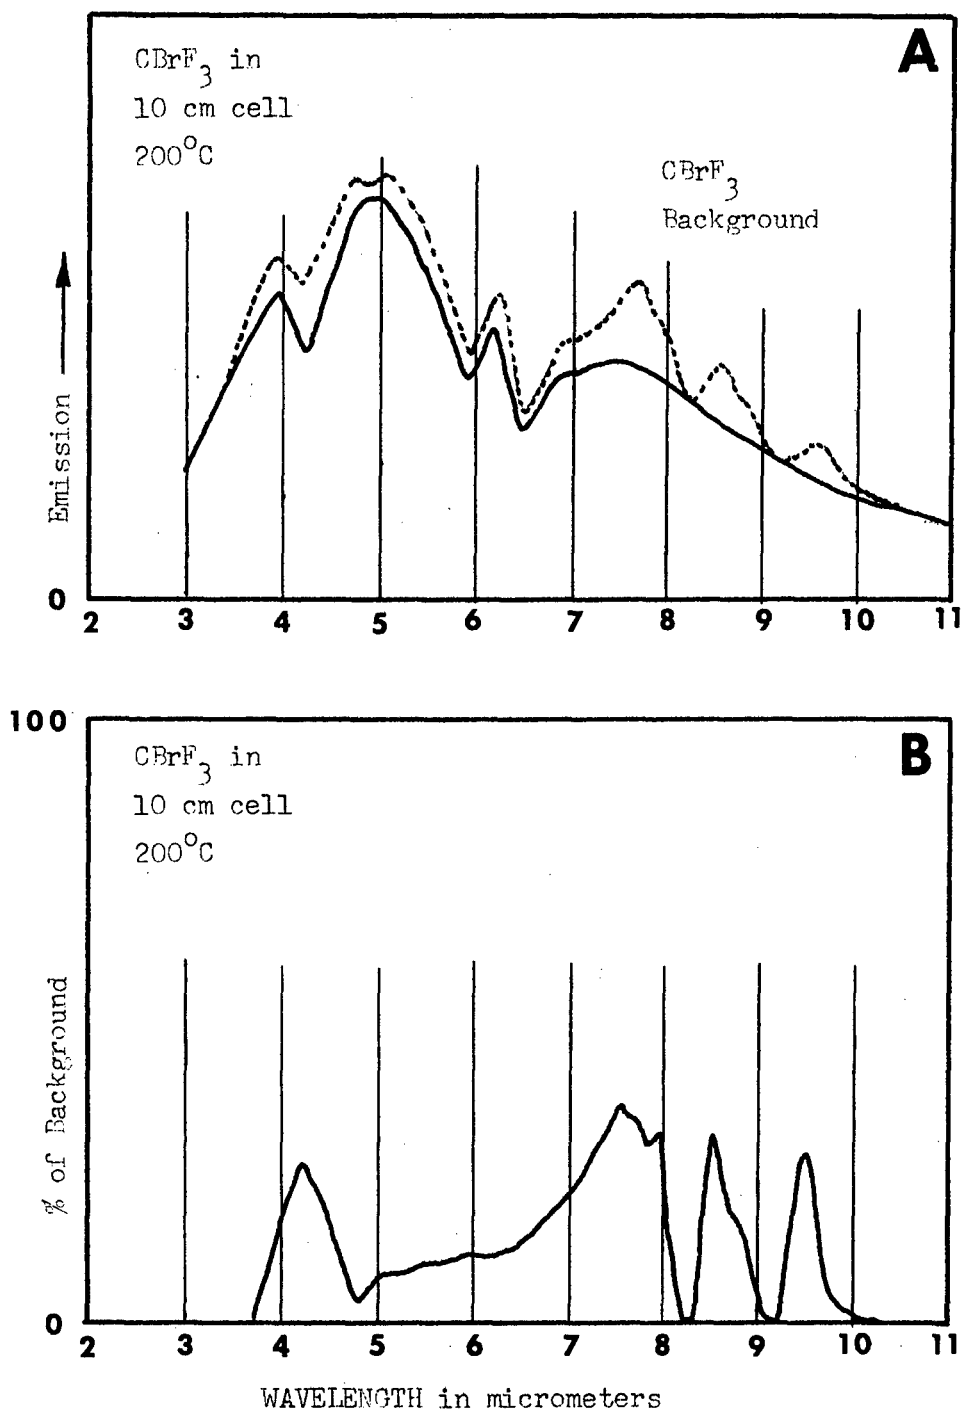 A
CBrF3 in
10 cm cell
200°C
CBrF3
Background
Emission
0
2 3 4 5 6 7 8 9 10 11
100
B
CBrF3 in
10 cm cell
200°C
% of Background
0
2 3 4 5 6 7 8 9 10 11
WAVELENGTH in micrometers